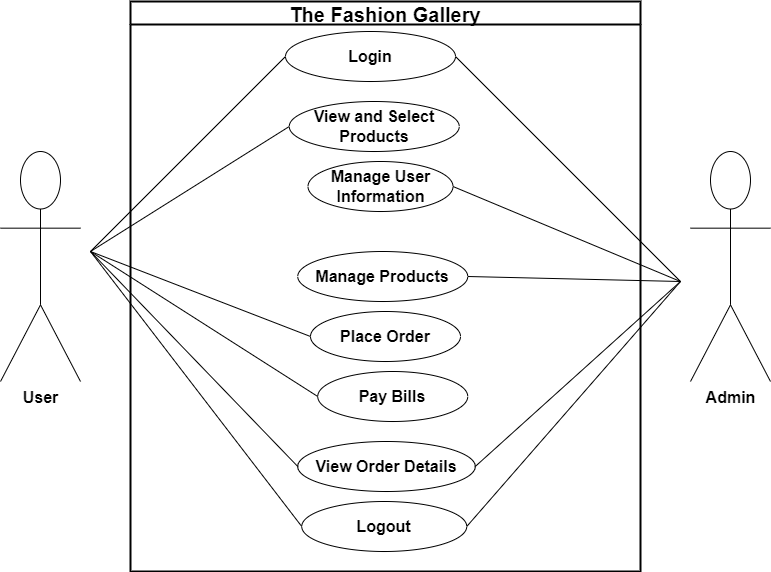 The Fashion Gallery
Login
View and Select
Products
Manage User
Information
Manage Products
Place Order
Pay Bills
User
Admin
View Order Details
Logout